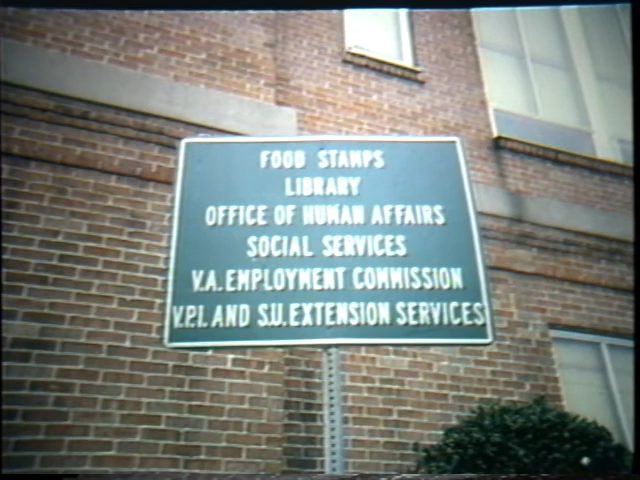 FOOD STAMPS
LIBRARY
OFFICE OF HUMAN AFFAIRS
SOCIAL SERVICES
V.A. EMPLOYMENT COMMISSION
V.P.I. AND S.U. EXTENSION SERVICES